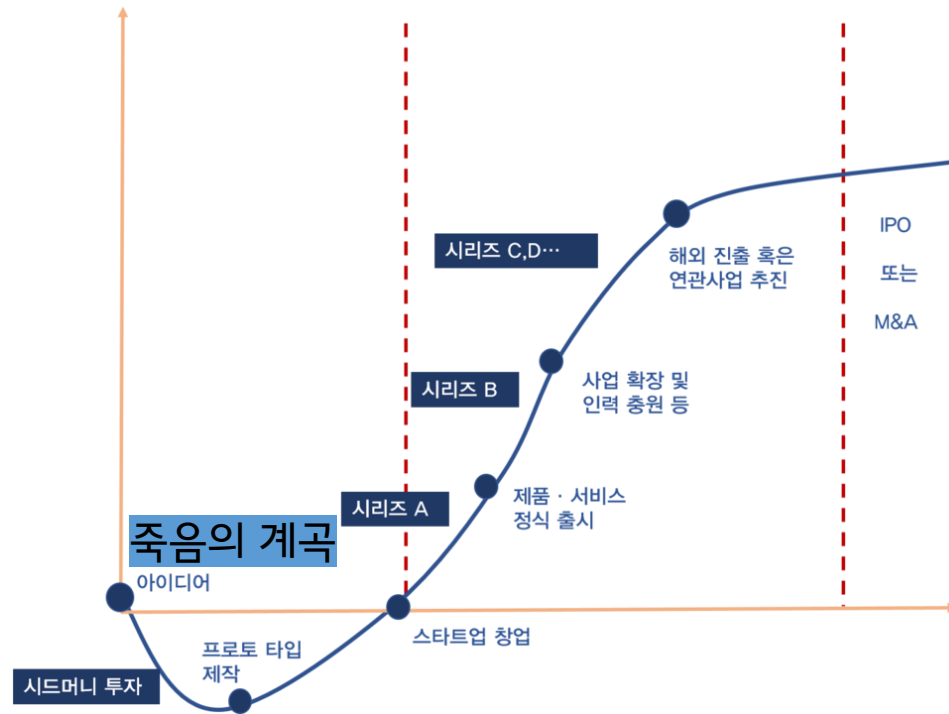 시리즈 C,D…
해외 진출 혹은
연관사업 추진
IPO
또는
M&A
시리즈 B
사업 확장 및
인력 충원 등
시리즈 A
제품 · 서비스
정식 출시
죽음의 계곡
아이디어
스타트업 창업
프로토 타입
제작
시드머니 투자